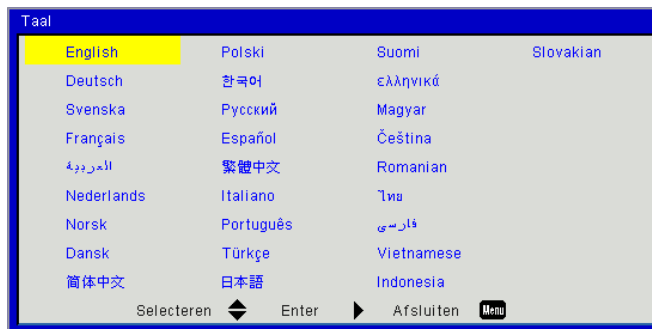 Taal
English Polski Suomi Slovakian
Deutsch 한국어 ελληνικά
Svenska Русский Magyar
Français Español Čeština
العربية 繁體中文 Romanian
Nederlands Italiano ไทย
Norsk Português فارسی
Dansk Türkçe Vietnamese
简体中文 日本語 Indonesia
Selecteren Enter Afsluiten Menu